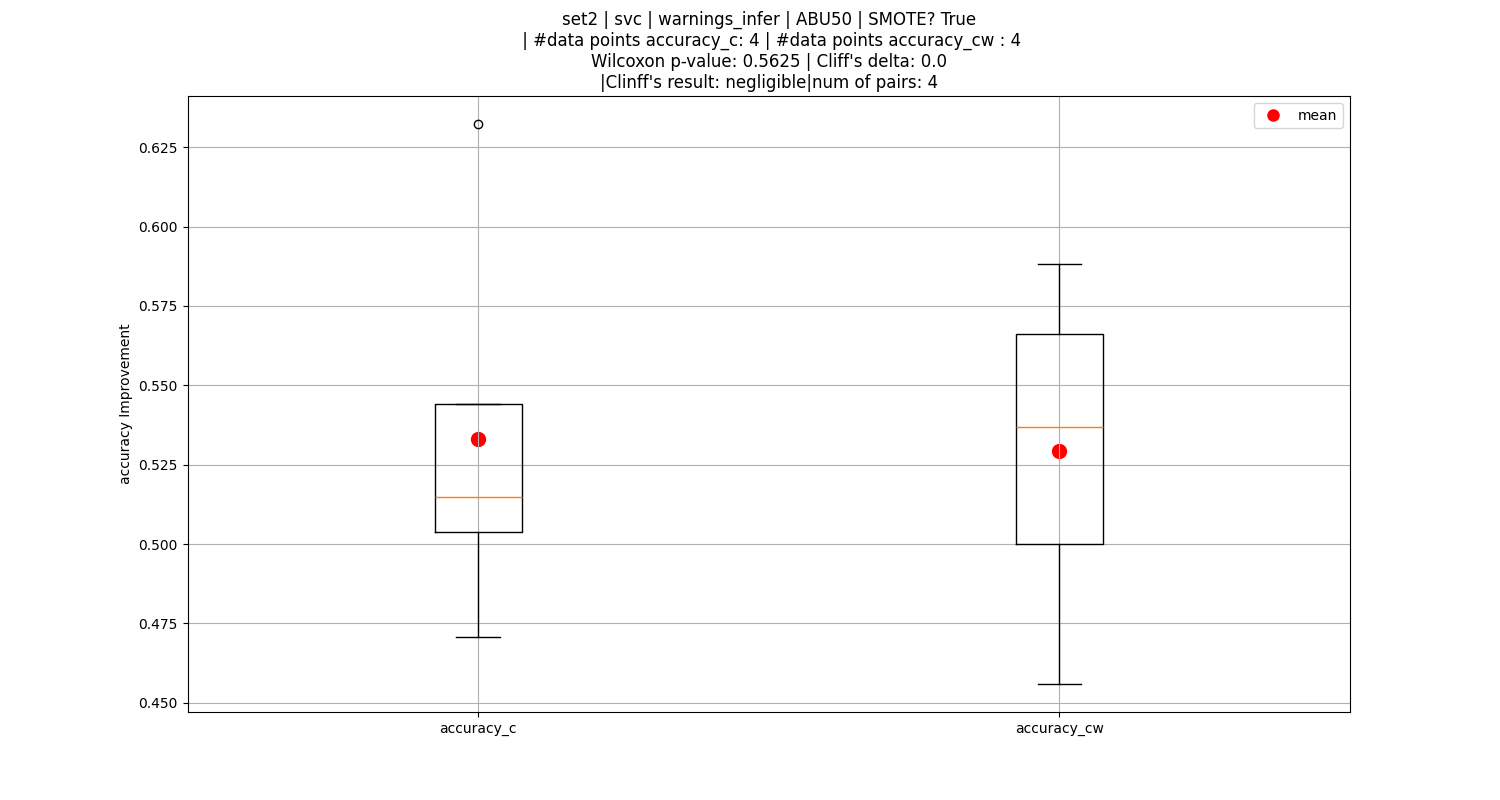 set2 | svc | warnings_infer | ABU50 | SMOTE? True
| #data points accuracy_c: 4 | #data points accuracy_cw : 4
Wilcoxon p-value: 0.5625 | Cliff's delta: 0.0
|Clinff's result: negligible|num of pairs: 4
mean
0.625
0.600
0.575
0.550
0.525
0.500
0.475
0.450
accuracy Improvement
accuracy_c
accuracy_cw